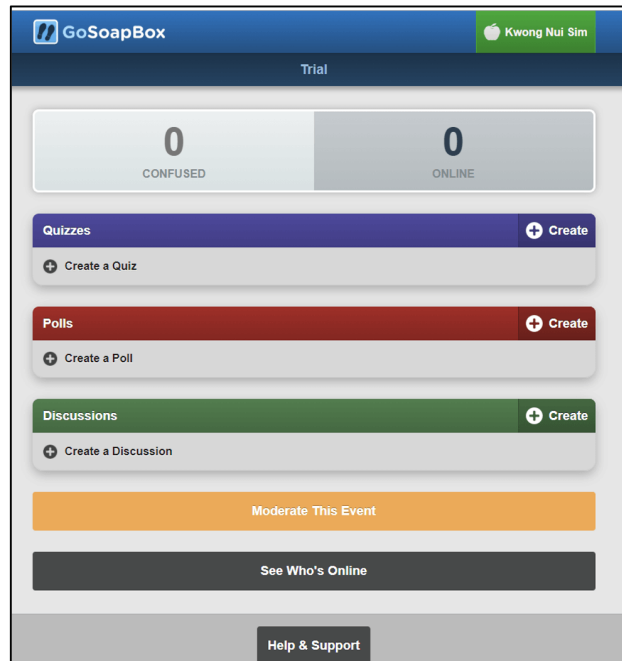 GoSoapBox
Kwong Nui Sim
Trial
0
CONFUSED
0
ONLINE
Quizzes
Create
Create a Quiz
Polls
Create
Create a Poll
Discussions
Create
Create a Discussion
Moderate This Event
See Who's Online
Help & Support